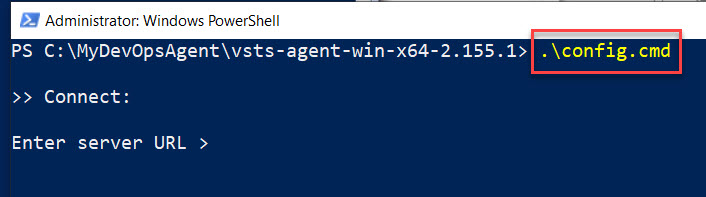 Administrator: Windows PowerShell
PS C:\MyDevOpsAgent\vsts-agent-win-x64-2.155.1> .\config.cmd
>> Connect:
Enter server URL >